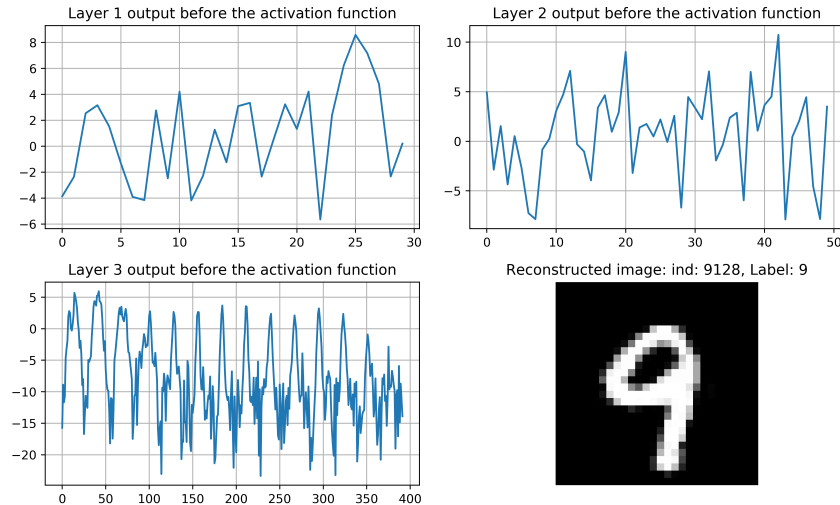 Layer 1 output before the activation function
8
6
4
2
0
−2
−4
−6
0 5 10 15 20 25 30
Layer 2 output before the activation function
10
5
0
−5
0 10 20 30 40 50
Layer 3 output before the activation function
5
0
−5
−10
−15
−20
0 50 100 150 200 250 300 350 400
Reconstructed image: ind: 9128, Label: 9
9